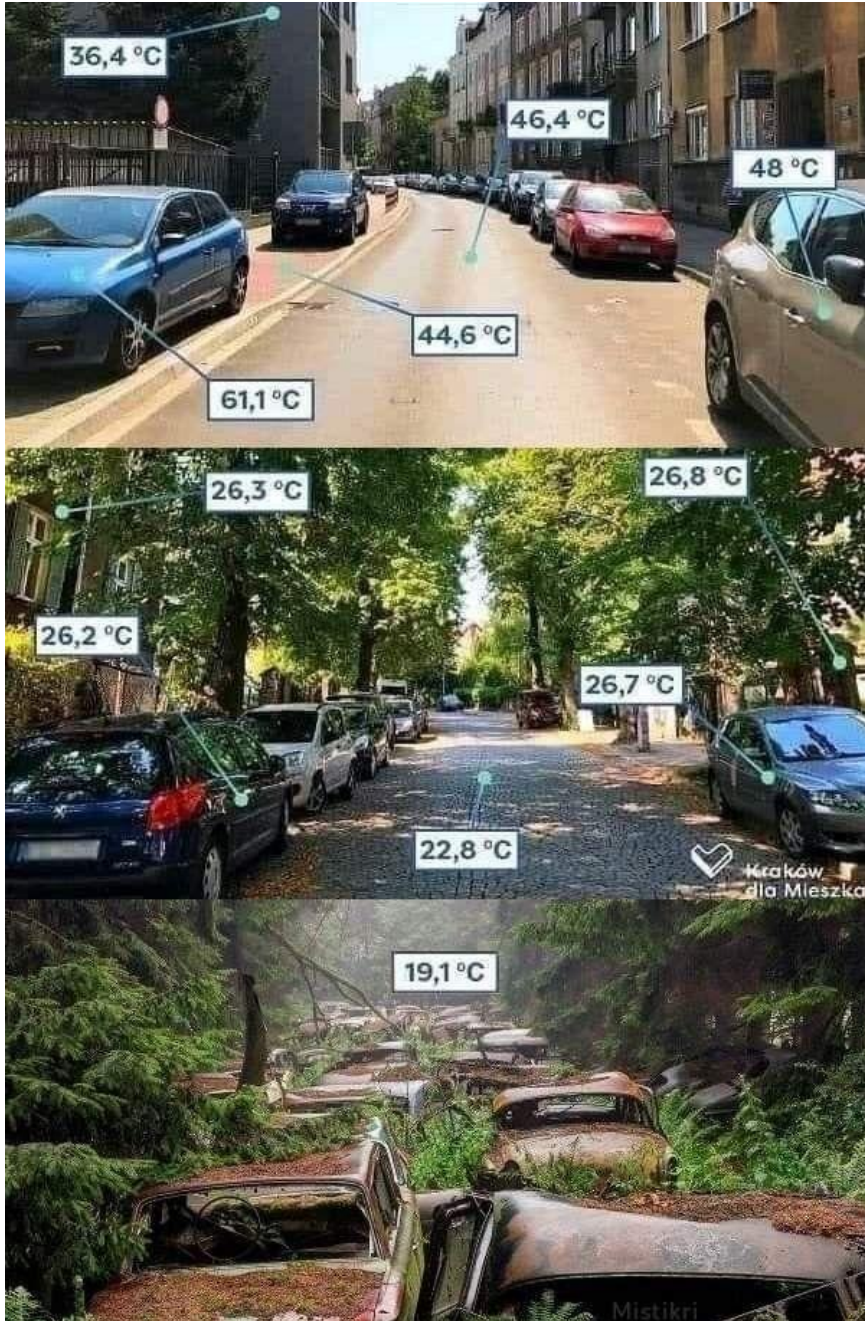 36,4 °C
46,4 °C
48 °C
44,6 °C
61,1 °C
26,3 °C
26,8 °C
26,2 °C
26,7 °C
22,8 °C
Kraków
dla Mieszka
19,1 °C
Mistikri